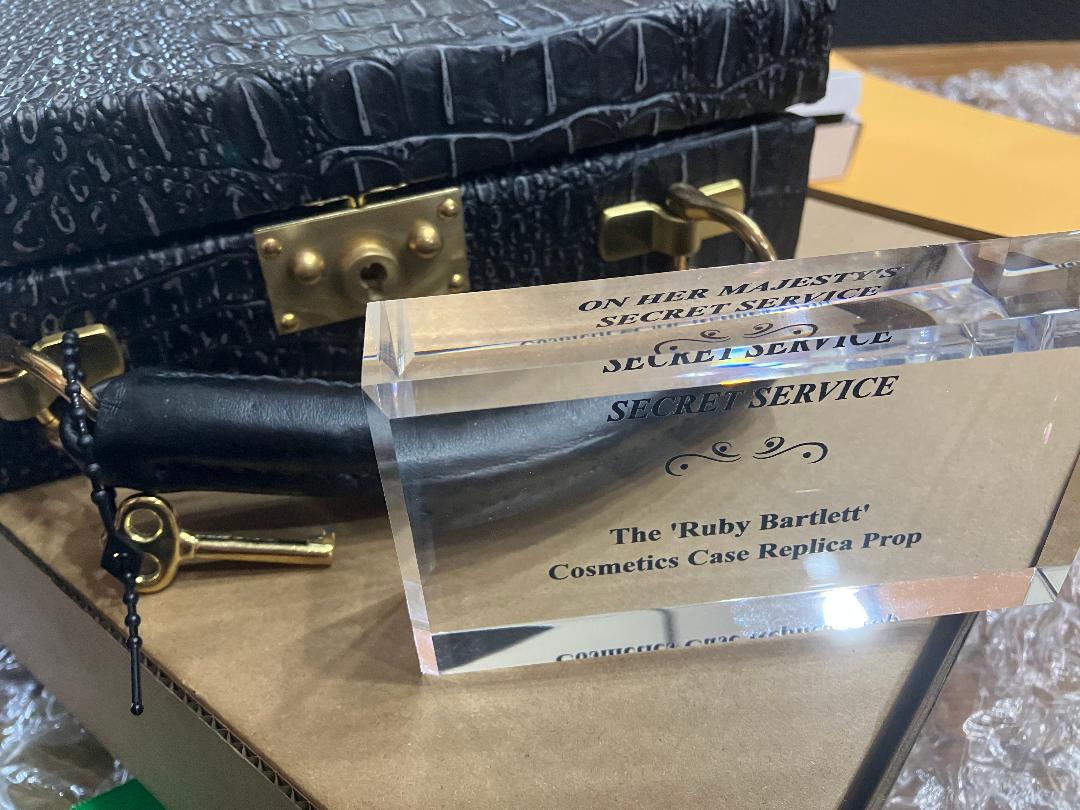 ON HER MAJESTY'S
SECRET SERVICE
SECRET SERVICE
SECRET SERVICE
The 'Ruby Bartlett'
Cosmetics Case Replica Prop